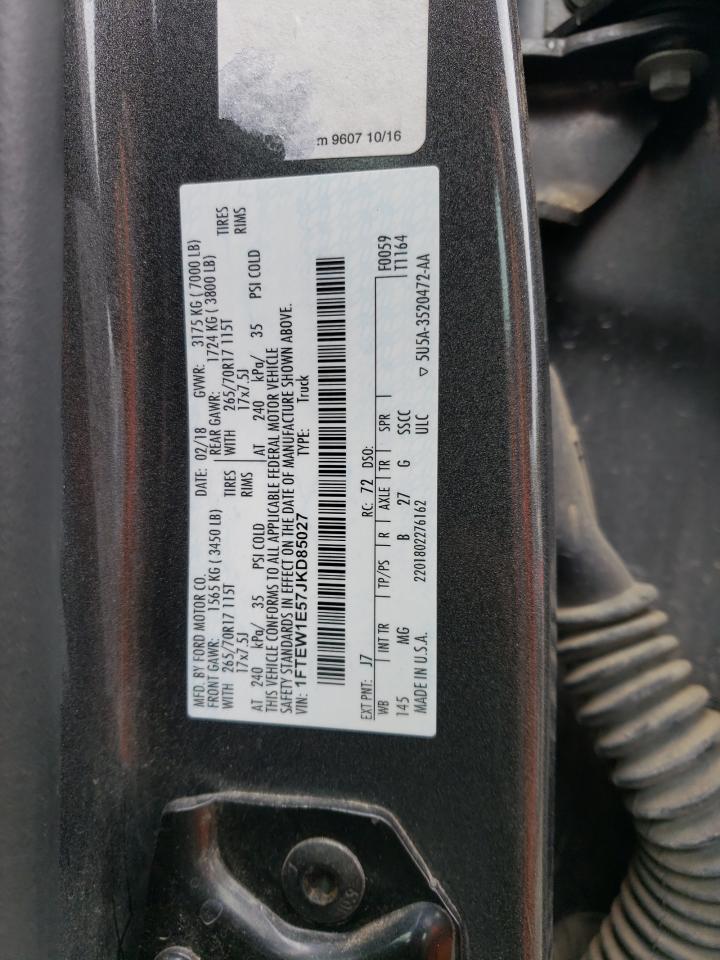 m 9607 10/16
MFD. BY FORD MOTOR CO. DATE: 02/18 GVWR: 3175 KG ( 7000 LB)
FRONT GAWR: 1565 KG ( 3450 LB) REAR GAWR: 1724 KG ( 3800 LB)
WITH 265/70R17 115T TIRES WITH 265/70R17 115T TIRES
17x7.5J RIMS 17x7.5J RIMS
AT 240 kPa/ 35 PSI COLD AT 240 kPa/ 35 PSI COLD
THIS VEHICLE CONFORMS TO ALL APPLICABLE FEDERAL MOTOR VEHICLE
SAFETY STANDARDS IN EFFECT ON THE DATE OF MANUFACTURE SHOWN ABOVE.
VIN: 1FTEW1E57JKD85027 TYPE: Truck
EXT PNT: J7 RC: 72 DSO: F0059
WB INT TR TP/PS R AXLE TR SPR T1164
145 MG B 27 G SSCC
MADE IN U.S.A. 2201802276162 ULC ▽ 5U5A-3520472-AA